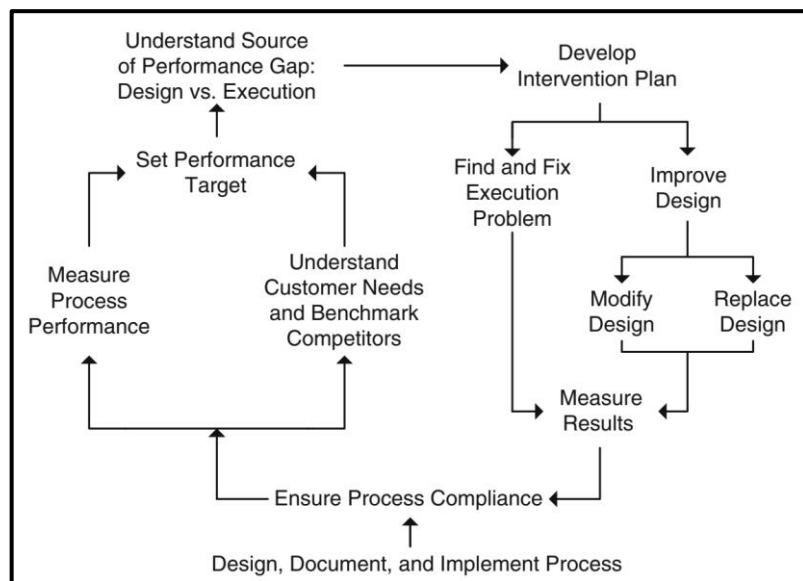 Understand Source
of Performance Gap:
Design vs. Execution
Develop
Intervention Plan
Set Performance
Target
Find and Fix
Execution
Problem
Improve
Design
Measure
Process
Performance
Understand
Customer Needs
and Benchmark
Competitors
Modify
Design
Replace
Design
Measure
Results
Ensure Process Compliance
Design, Document, and Implement Process